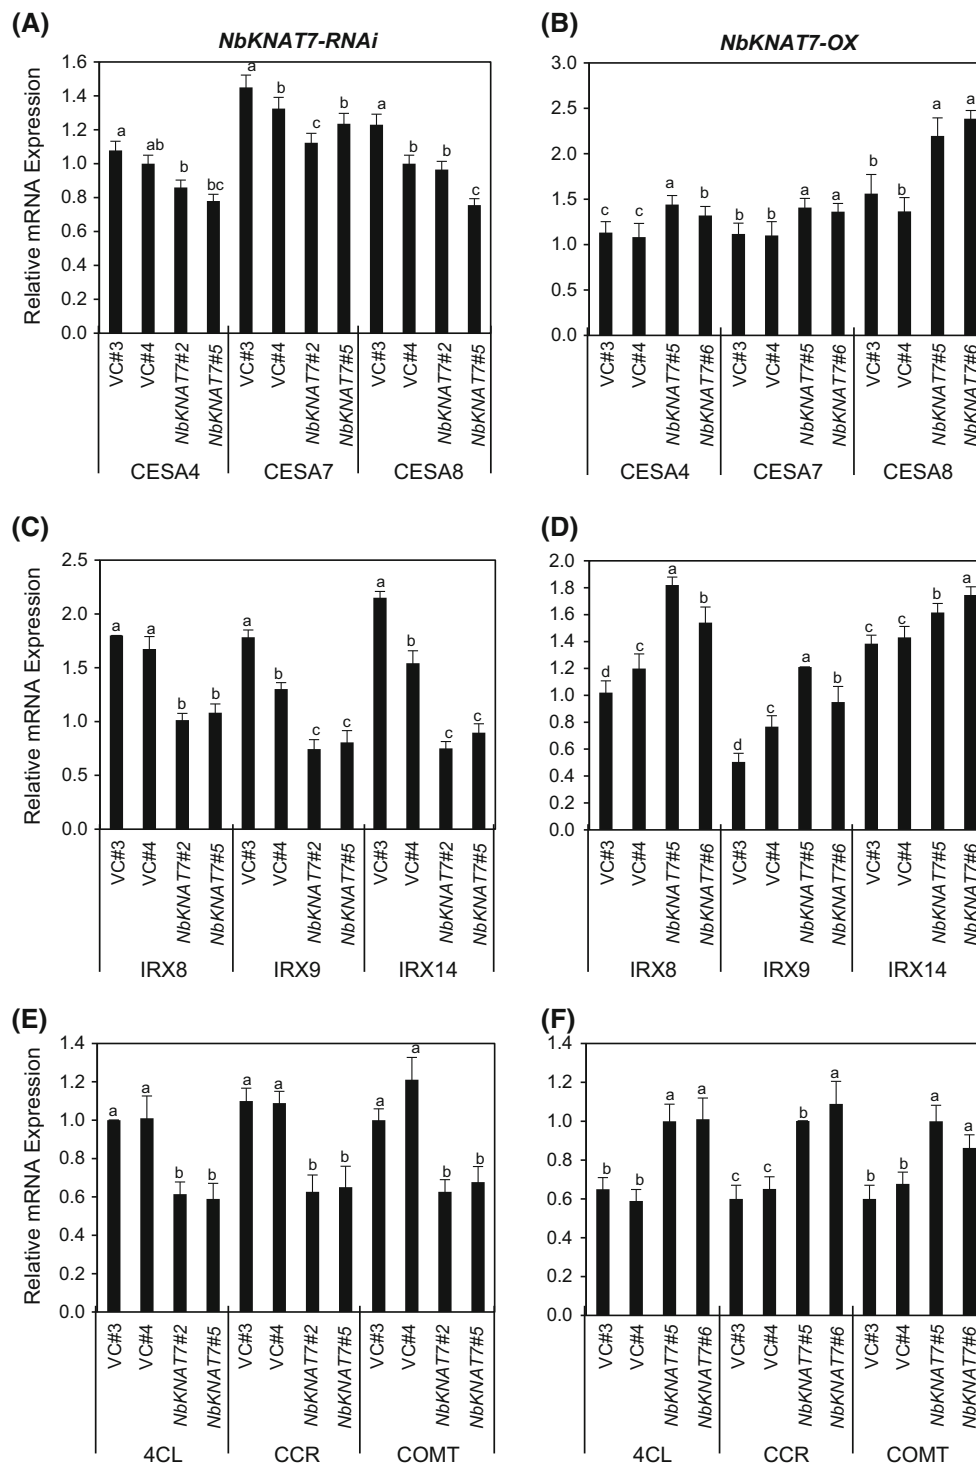 (A)
NbKNAT7-RNAi
Relative mRNA Expression
1.6
1.4
1.2
1.0
0.8
0.6
0.4
0.2
0.0
a ab b bc a b c b a b b c
VC#3 VC#4 NbKNAT7#2 NbKNAT7#5 VC#3 VC#4 NbKNAT7#2 NbKNAT7#5 VC#3 VC#4 NbKNAT7#2 NbKNAT7#5
CESA4 CESA7 CESA8
(B)
NbKNAT7-OX
3.0
2.5
2.0
1.5
1.0
0.5
0.0
c c a b b b a a b b a a
VC#3 VC#4 NbKNAT7#5 NbKNAT7#6 VC#3 VC#4 NbKNAT7#5 NbKNAT7#6 VC#3 VC#4 NbKNAT7#5 NbKNAT7#6
CESA4 CESA7 CESA8
(C)
Relative mRNA Expression
2.5
2.0
1.5
1.0
0.5
0.0
a a b b a b c c a b c c
VC#3 VC#4 NbKNAT7#2 NbKNAT7#5 VC#3 VC#4 NbKNAT7#2 NbKNAT7#5 VC#3 VC#4 NbKNAT7#2 NbKNAT7#5
IRX8 IRX9 IRX14
(D)
2.0
1.8
1.6
1.4
1.2
1.0
0.8
0.6
0.4
0.2
0.0
d c a b d c a b c c b a
VC#3 VC#4 NbKNAT7#5 NbKNAT7#6 VC#3 VC#4 NbKNAT7#5 NbKNAT7#6 VC#3 VC#4 NbKNAT7#5 NbKNAT7#6
IRX8 IRX9 IRX14
(E)
Relative mRNA Expression
1.4
1.2
1.0
0.8
0.6
0.4
0.2
0.0
a a b b a a b b a a b b
VC#3 VC#4 NbKNAT7#2 NbKNAT7#5 VC#3 VC#4 NbKNAT7#2 NbKNAT7#5 VC#3 VC#4 NbKNAT7#2 NbKNAT7#5
4CL CCR COMT
(F)
1.4
1.2
1.0
0.8
0.6
0.4
0.2
0.0
b b a a c c b a b b a a
VC#3 VC#4 NbKNAT7#5 NbKNAT7#6 VC#3 VC#4 NbKNAT7#5 NbKNAT7#6 VC#3 VC#4 NbKNAT7#5 NbKNAT7#6
4CL CCR COMT